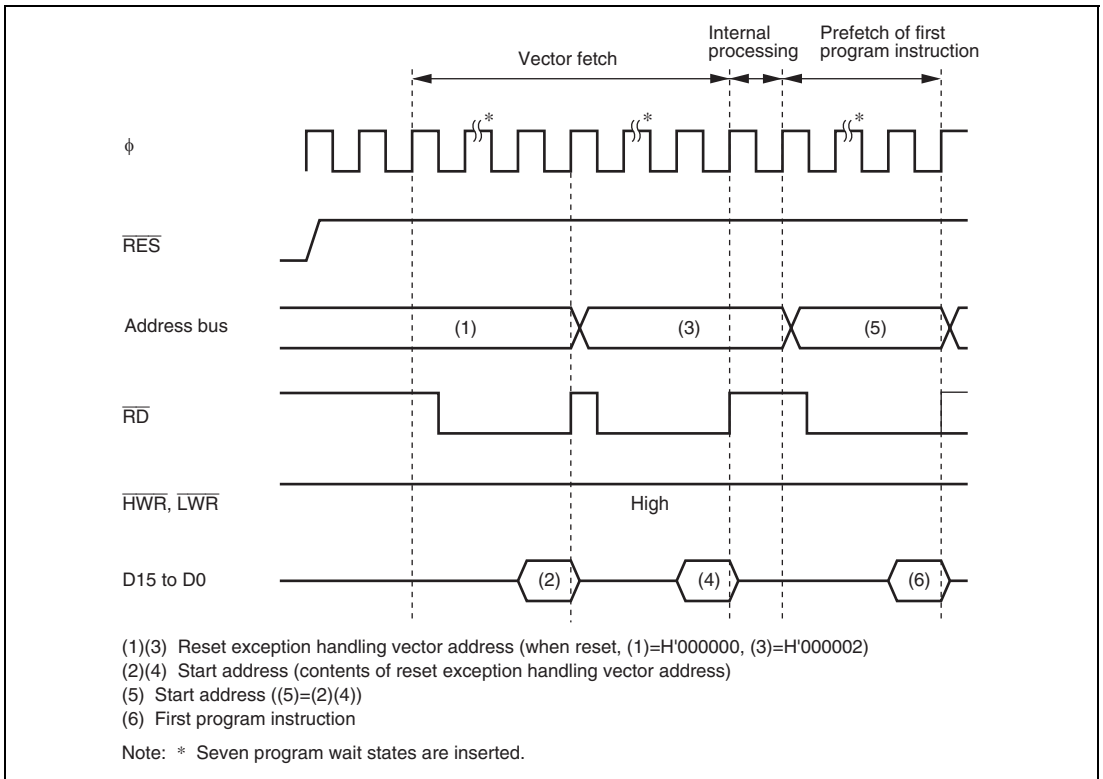 Vector fetch
Internal
processing
Prefetch of first
program instruction
ϕ
*
*
*
RES
Address bus
(1)
(3)
(5)
RD
HWR, LWR
High
D15 to D0
(2)
(4)
(6)
(1)(3) Reset exception handling vector address (when reset, (1)=H'000000, (3)=H'000002)
(2)(4) Start address (contents of reset exception handling vector address)
(5) Start address ((5)=(2)(4))
(6) First program instruction
Note: * Seven program wait states are inserted.